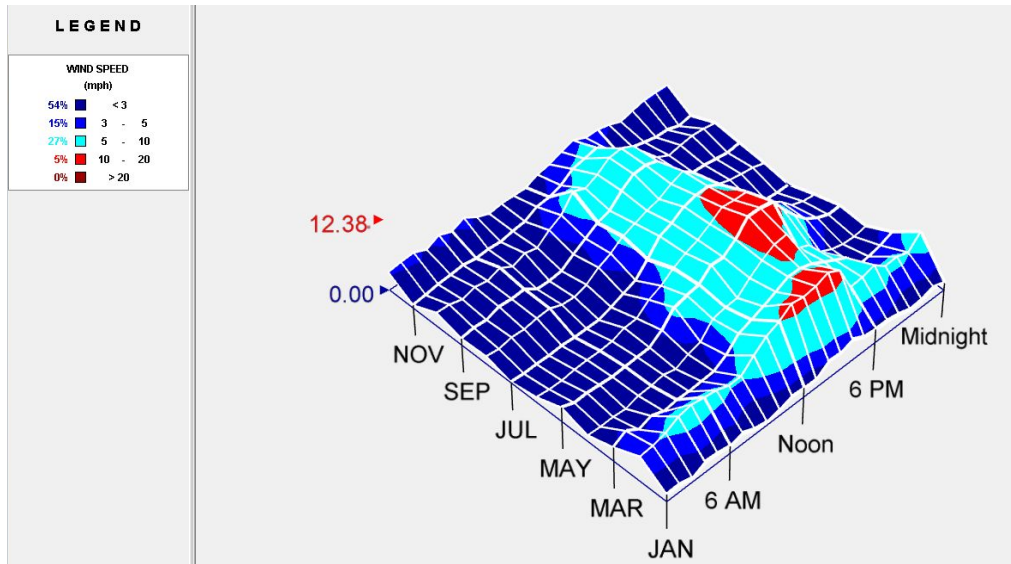 LEGEND
WIND SPEED
(mph)
54% < 3
15% 3 - 5
27% 5 - 10
5% 10 - 20
0% > 20
12.38
0.00
NOV
SEP
JUL
MAY
MAR
JAN
6 AM
Noon
6 PM
Midnight